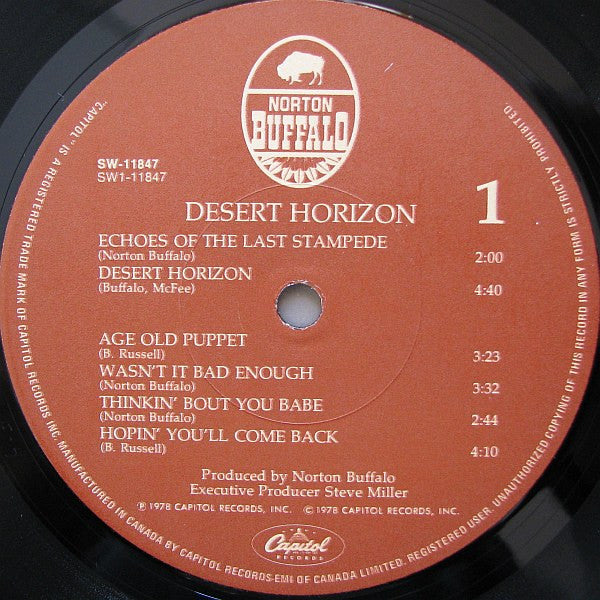 NORTON
BUFFALO
SW-11847
SW1-11847
DESERT HORIZON
1
ECHOES OF THE LAST STAMPEDE
(Norton Buffalo) 2:00
DESERT HORIZON
(Buffalo, McFee) 4:40
AGE OLD PUPPET
(B. Russell) 3:23
WASN'T IT BAD ENOUGH
(Norton Buffalo) 3:32
THINKIN' BOUT YOU BABE
(Norton Buffalo) 2:44
HOPIN' YOU'LL COME BACK
(B. Russell) 4:10
Produced by Norton Buffalo
Executive Producer Steve Miller
℗ 1978 CAPITOL RECORDS, INC. © 1978 CAPITOL RECORDS, INC.
Capitol
RECORDS
"CAPITOL" IS A REGISTERED TRADE MARK OF CAPITOL RECORDS INC. MANUFACTURED IN CANADA BY CAPITOL RECORDS-EMI OF CANADA LIMITED. REGISTERED USER. UNAUTHORIZED COPYING OF THIS RECORD IN ANY FORM IS STRICTLY PROHIBITED.